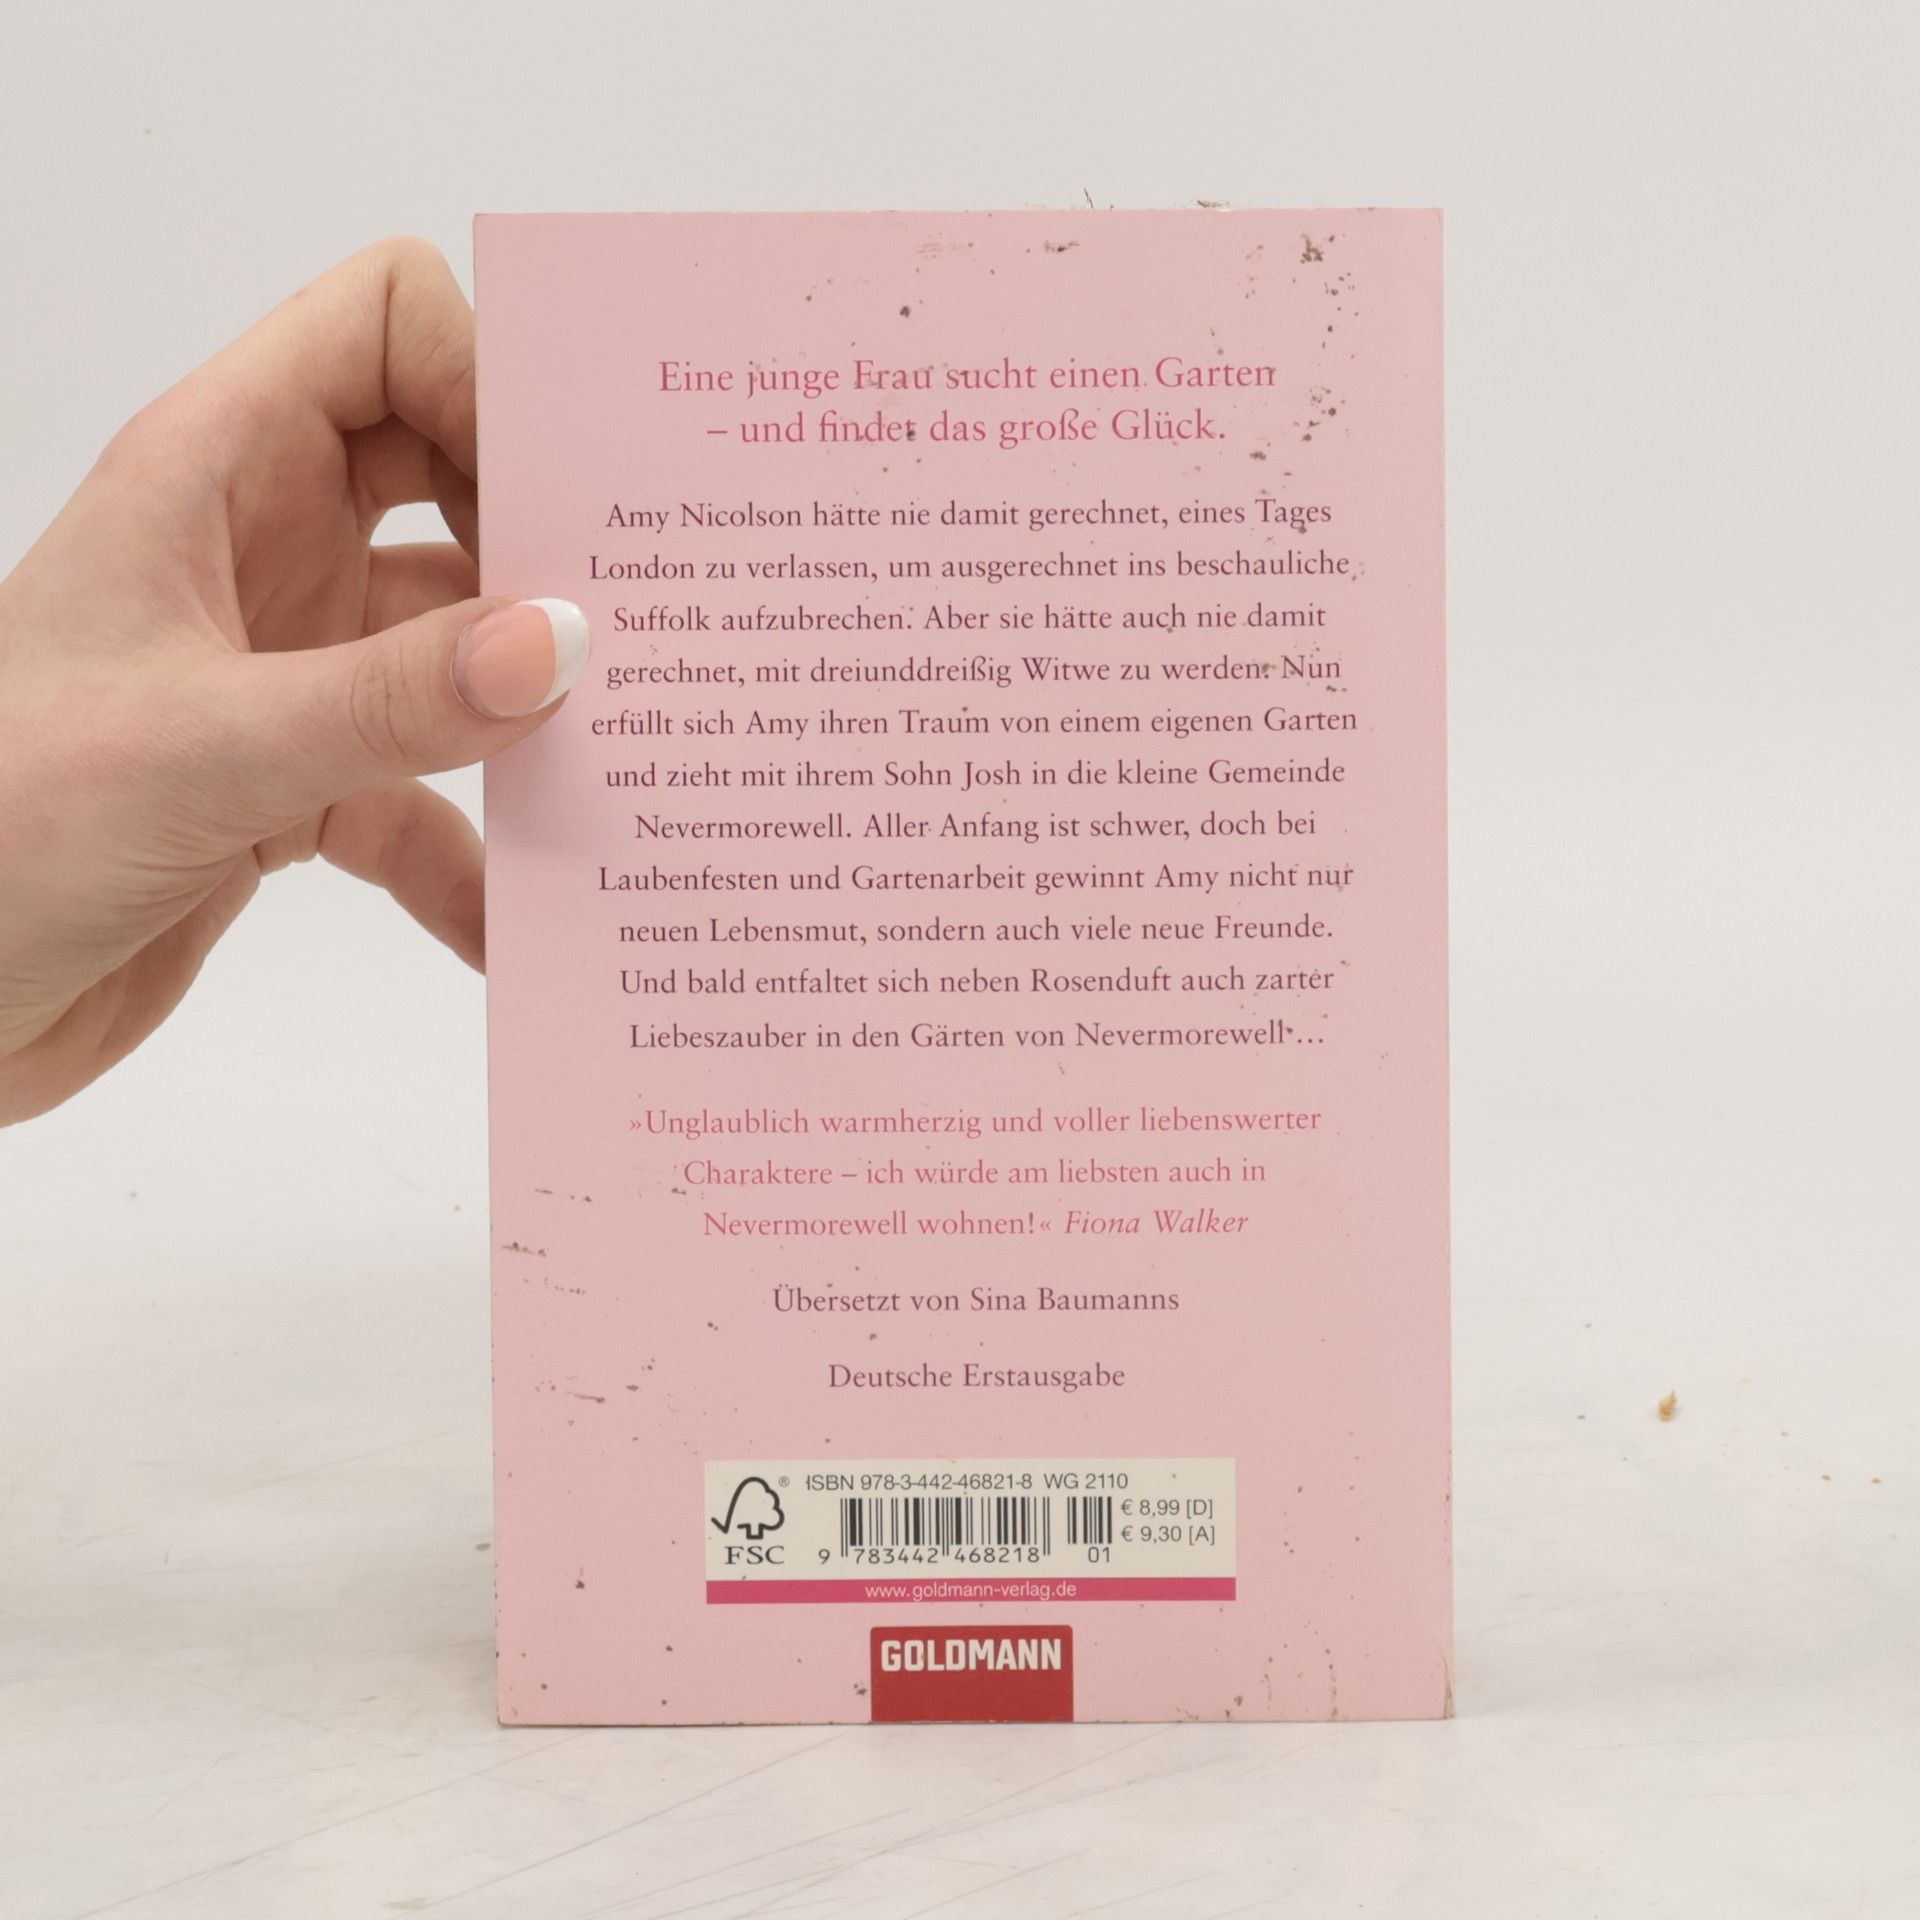 Eine junge Frau sucht einen Garten
– und findet das große Glück.
Amy Nicolson hätte nie damit gerechnet, eines Tages
London zu verlassen, um ausgerechnet ins beschauliche
Suffolk aufzubrechen. Aber sie hätte auch nie damit
gerechnet, mit dreiunddreißig Witwe zu werden. Nun
erfüllt sich Amy ihren Traum von einem eigenen Garten
und zieht mit ihrem Sohn Josh in die kleine Gemeinde
Nevermorewell. Aller Anfang ist schwer, doch bei
Laubenfesten und Gartenarbeit gewinnt Amy nicht nur
neuen Lebensmut, sondern auch viele neue Freunde.
Und bald entfaltet sich neben Rosenduft auch zarter
Liebeszauber in den Gärten von Nevermorewell …
»Unglaublich warmherzig und voller liebenswerter
Charaktere – ich würde am liebsten auch in
Nevermorewell wohnen!« Fiona Walker
Übersetzt von Sina Baumanns
Deutsche Erstausgabe
ISBN 978-3-442-46821-8 WG 2110
€ 8,99 [D]
€ 9,30 [A]
® FSC
9 783442 468218 01
www.goldmann-verlag.de
GOLDMANN